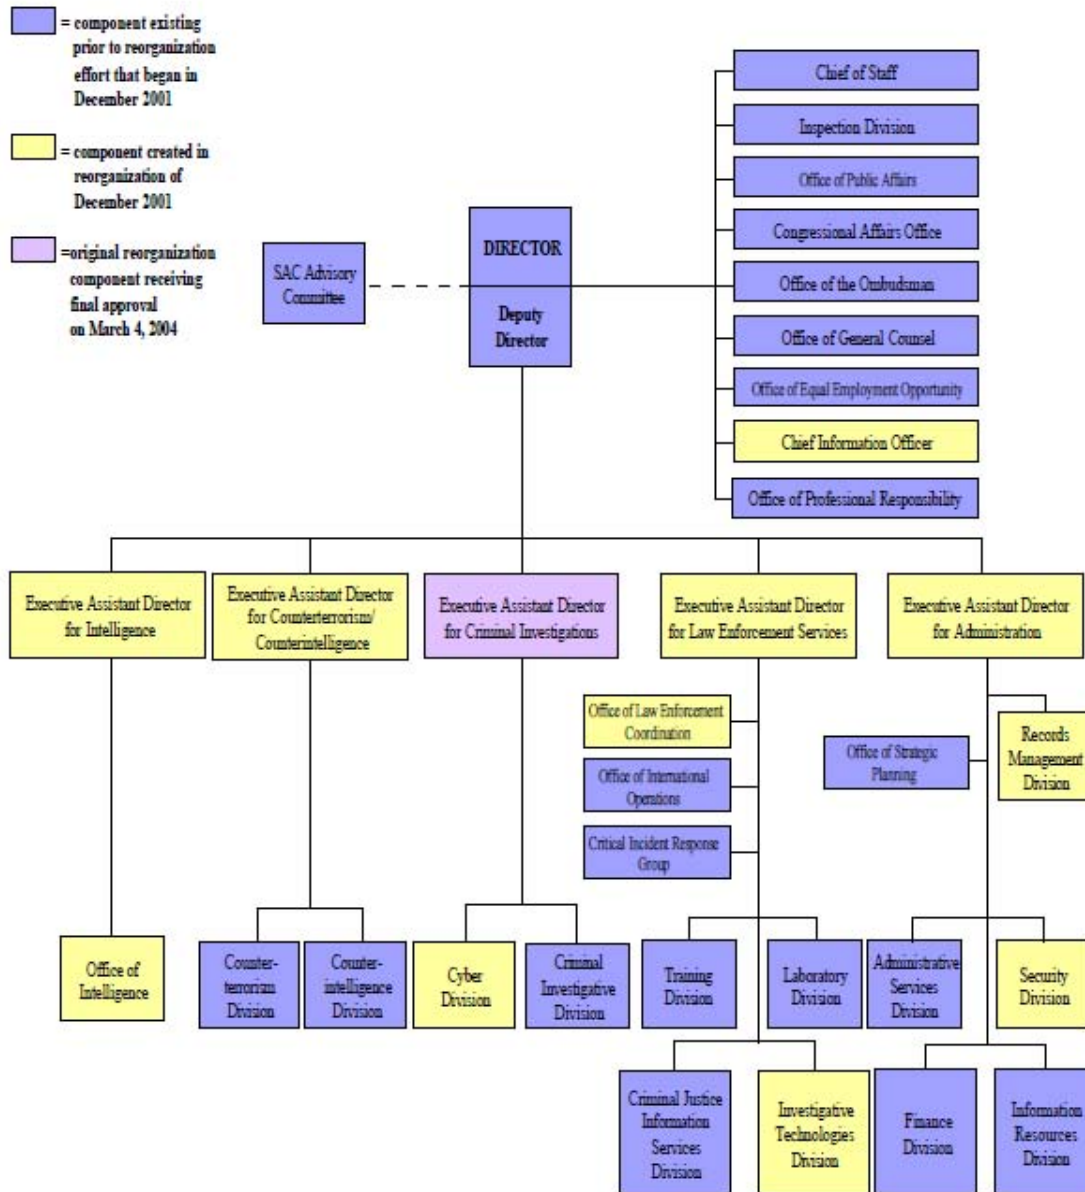 = component existing
prior to reorganization
effort that began in
December 2001
= component created in
reorganization of
December 2001
=original reorganization
component receiving
final approval
on March 4, 2004
SAC Advisory
Committee
DIRECTOR
Deputy
Director
Chief of Staff
Inspection Division
Office of Public Affairs
Congressional Affairs Office
Office of the Ombudsman
Office of General Counsel
Office of Equal Employment Opportunity
Chief Information Officer
Office of Professional Responsibility
Executive Assistant Director
for Intelligence
Executive Assistant Director
for Counterterrorism/
Counterintelligence
Executive Assistant Director
for Criminal Investigations
Executive Assistant Director
for Law Enforcement Services
Executive Assistant Director
for Administration
Office of Law Enforcement
Coordination
Office of International
Operations
Critical Incident Response
Group
Office of Strategic
Planning
Records
Management
Division
Office of
Intelligence
Counter-
terrorism
Division
Counter-
intelligence
Division
Cyber
Division
Criminal
Investigative
Division
Training
Division
Laboratory
Division
Administrative
Services
Division
Security
Division
Criminal Justice
Information
Services
Division
Investigative
Technologies
Division
Finance
Division
Information
Resources
Division